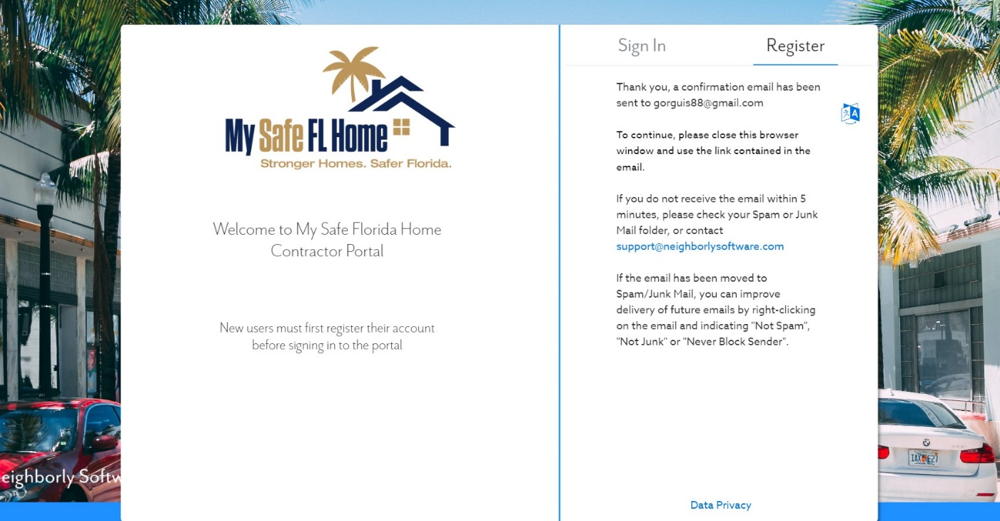 My Safe FL Home
Stronger Homes. Safer Florida.
Welcome to My Safe Florida Home
Contractor Portal
New users must first register their account
before signing in to the portal
Sign In
Register
Thank you, a confirmation email has been
sent to gorguis88@gmail.com
To continue, please close this browser
window and use the link contained in the
email.
If you do not receive the email within 5
minutes, please check your Spam or Junk
Mail folder, or contact
support@neighborlysoftware.com
If the email has been moved to
Spam/Junk Mail, you can improve
delivery of future emails by right-clicking
on the email and indicating "Not Spam",
"Not Junk" or "Never Block Sender".
Data Privacy
eighborly Softw